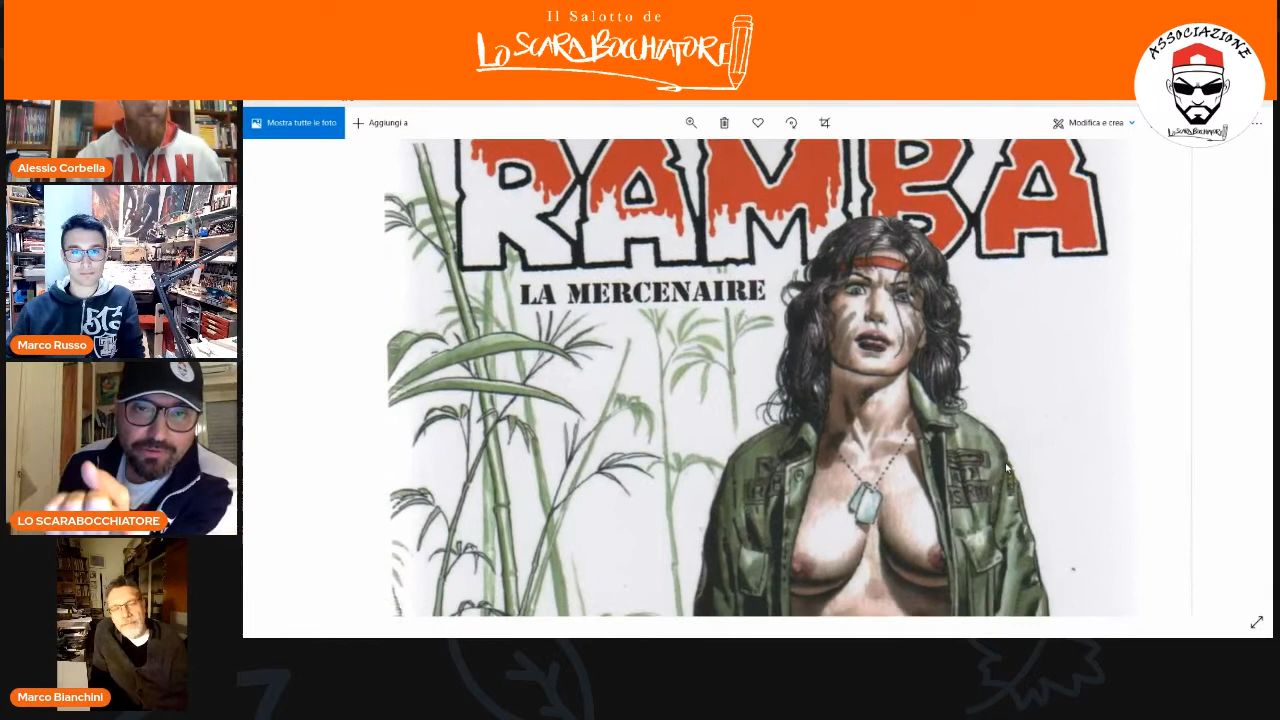 Il Salotto de
LO SCARABOCCHIATORE
ASSOCIAZIONE
LO SCARABOCCHIATORE
Mostra tutte le foto
Aggiungi a
Modifica e crea
Alessio Corbella
Marco Russo
LO SCARABOCCHIATORE
Marco Bianchini
RAMBA
LA MERCENAIRE